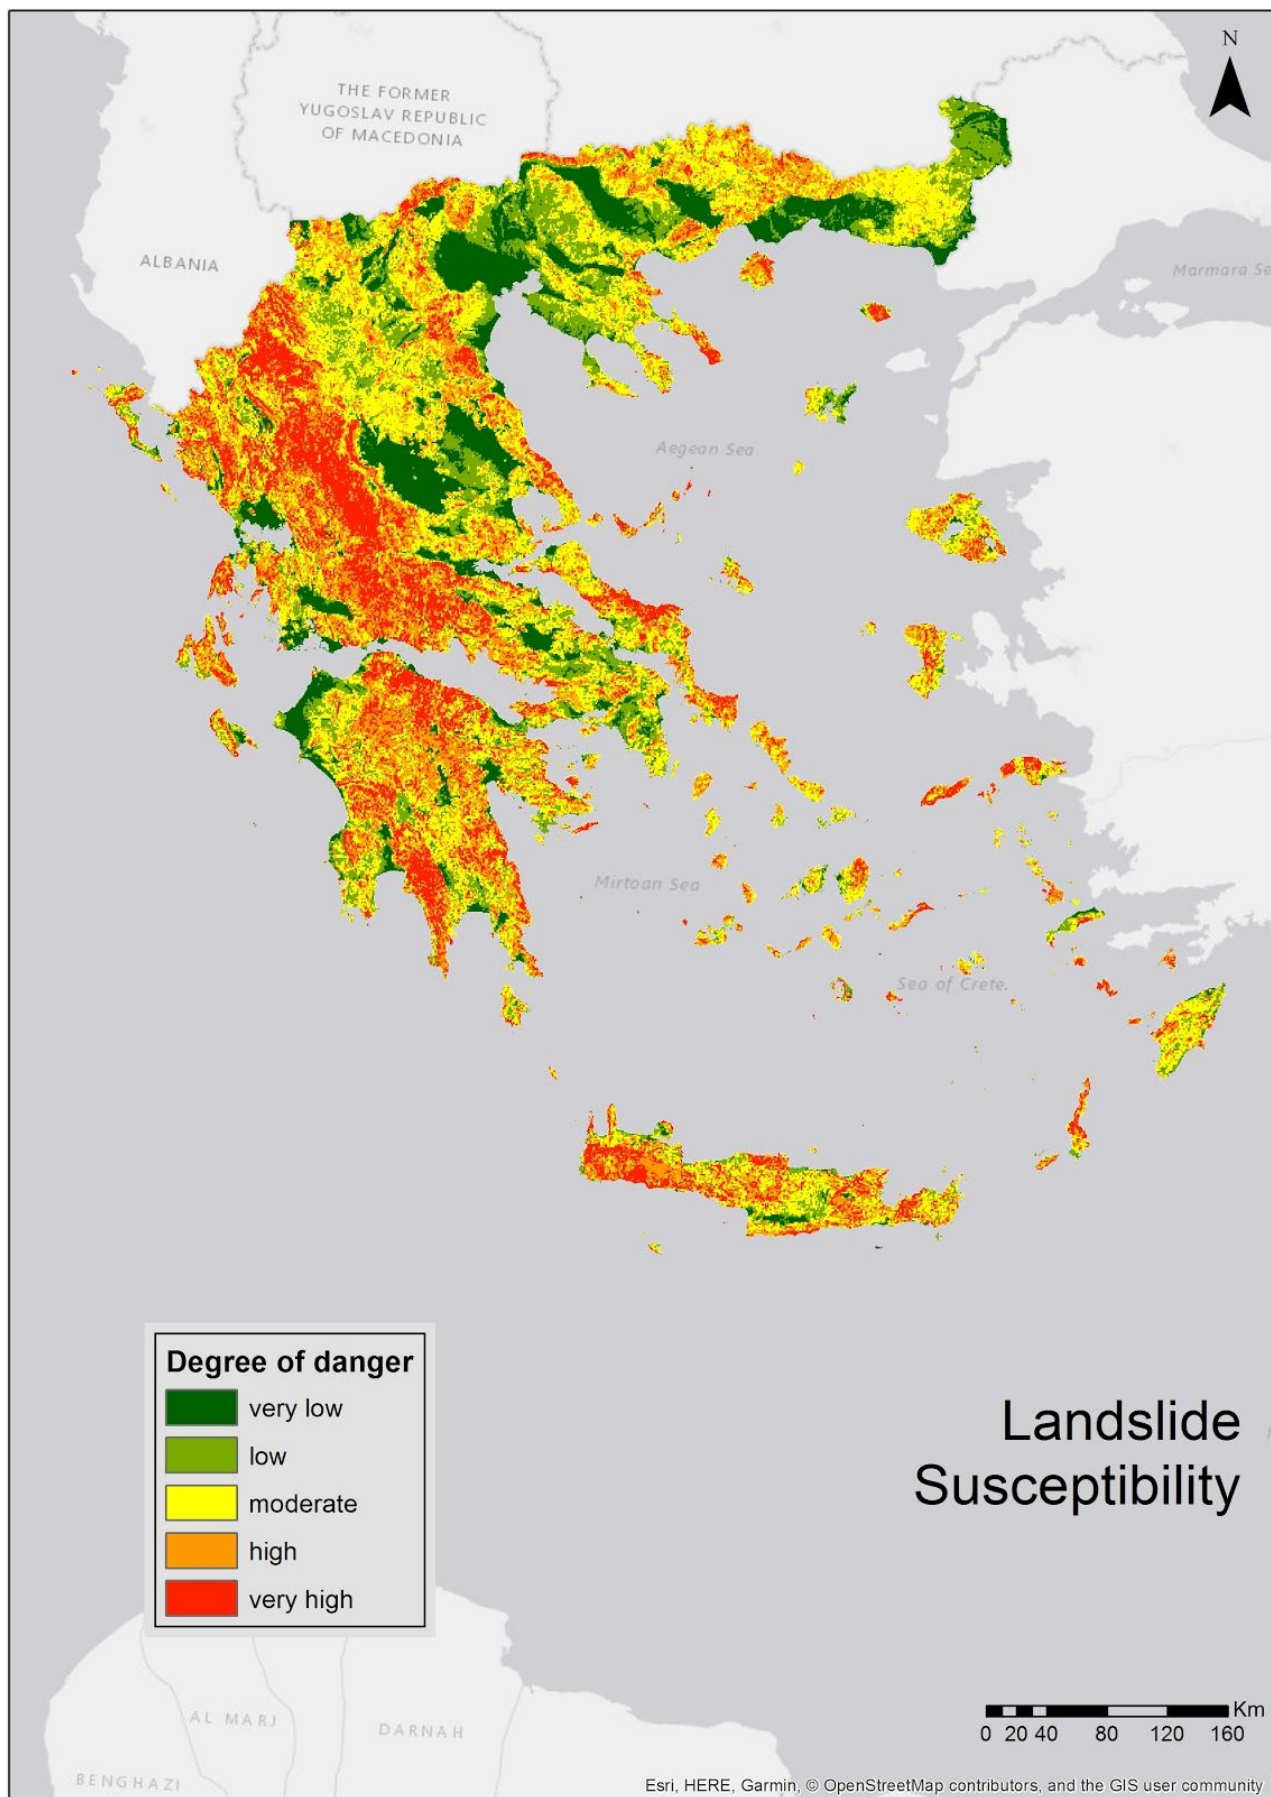 N
THE FORMER
YUGOSLAV REPUBLIC
OF MACEDONIA
ALBANIA
Marmara Se
Aegean Sea
Mirtoan Sea
Sea of Crete
Degree of danger
very low
low
moderate
high
very high
Landslide
Susceptibility
AL MARJ
DARNAH
BENGHAZI
Km
0 20 40 80 120 160
Esri, HERE, Garmin, © OpenStreetMap contributors, and the GIS user community